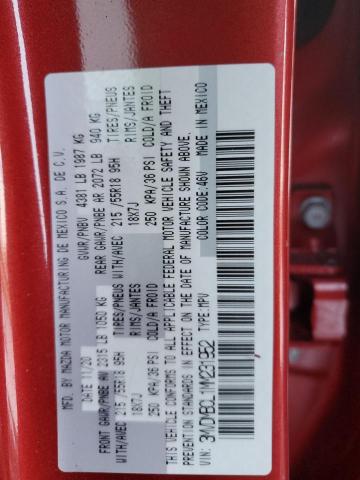 MFD. BY MAZDA MOTOR MANUFACTURING DE MEXICO S.A. DE C.V.
DATE: 11/20 GVWR/PNBV 4381 LB 1987 KG
FRONT GAWR/PNBE AV 2315 LB 1050 KG REAR GAWR/PNBE AR 2072 LB 940 KG
TIRES/PNEUS WITH/AVEC 215/55R18 95H TIRES/PNEUS WITH/AVEC 215/55R18 95H
RIMS/JANTES 18X7J RIMS/JANTES 18X7J
COLD/A FROID 250 KPA/36 PSI COLD/A FROID 250 KPA/36 PSI
THIS VEHICLE CONFORMS TO ALL APPLICABLE FEDERAL MOTOR VEHICLE SAFETY AND THEFT
PREVENTION STANDARDS IN EFFECT ON THE DATE OF MANUFACTURE SHOWN ABOVE.
TYPE: MPV COLOR CODE: 46V MADE IN MEXICO
VIN: